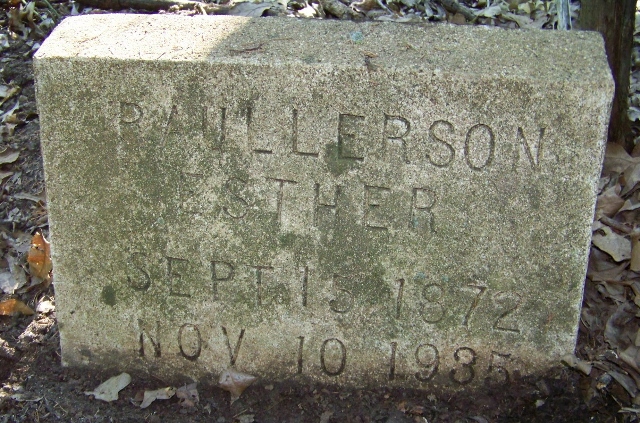 PAULLERSON
ESTHER
SEPT. 15 1872
NOV 10 1935